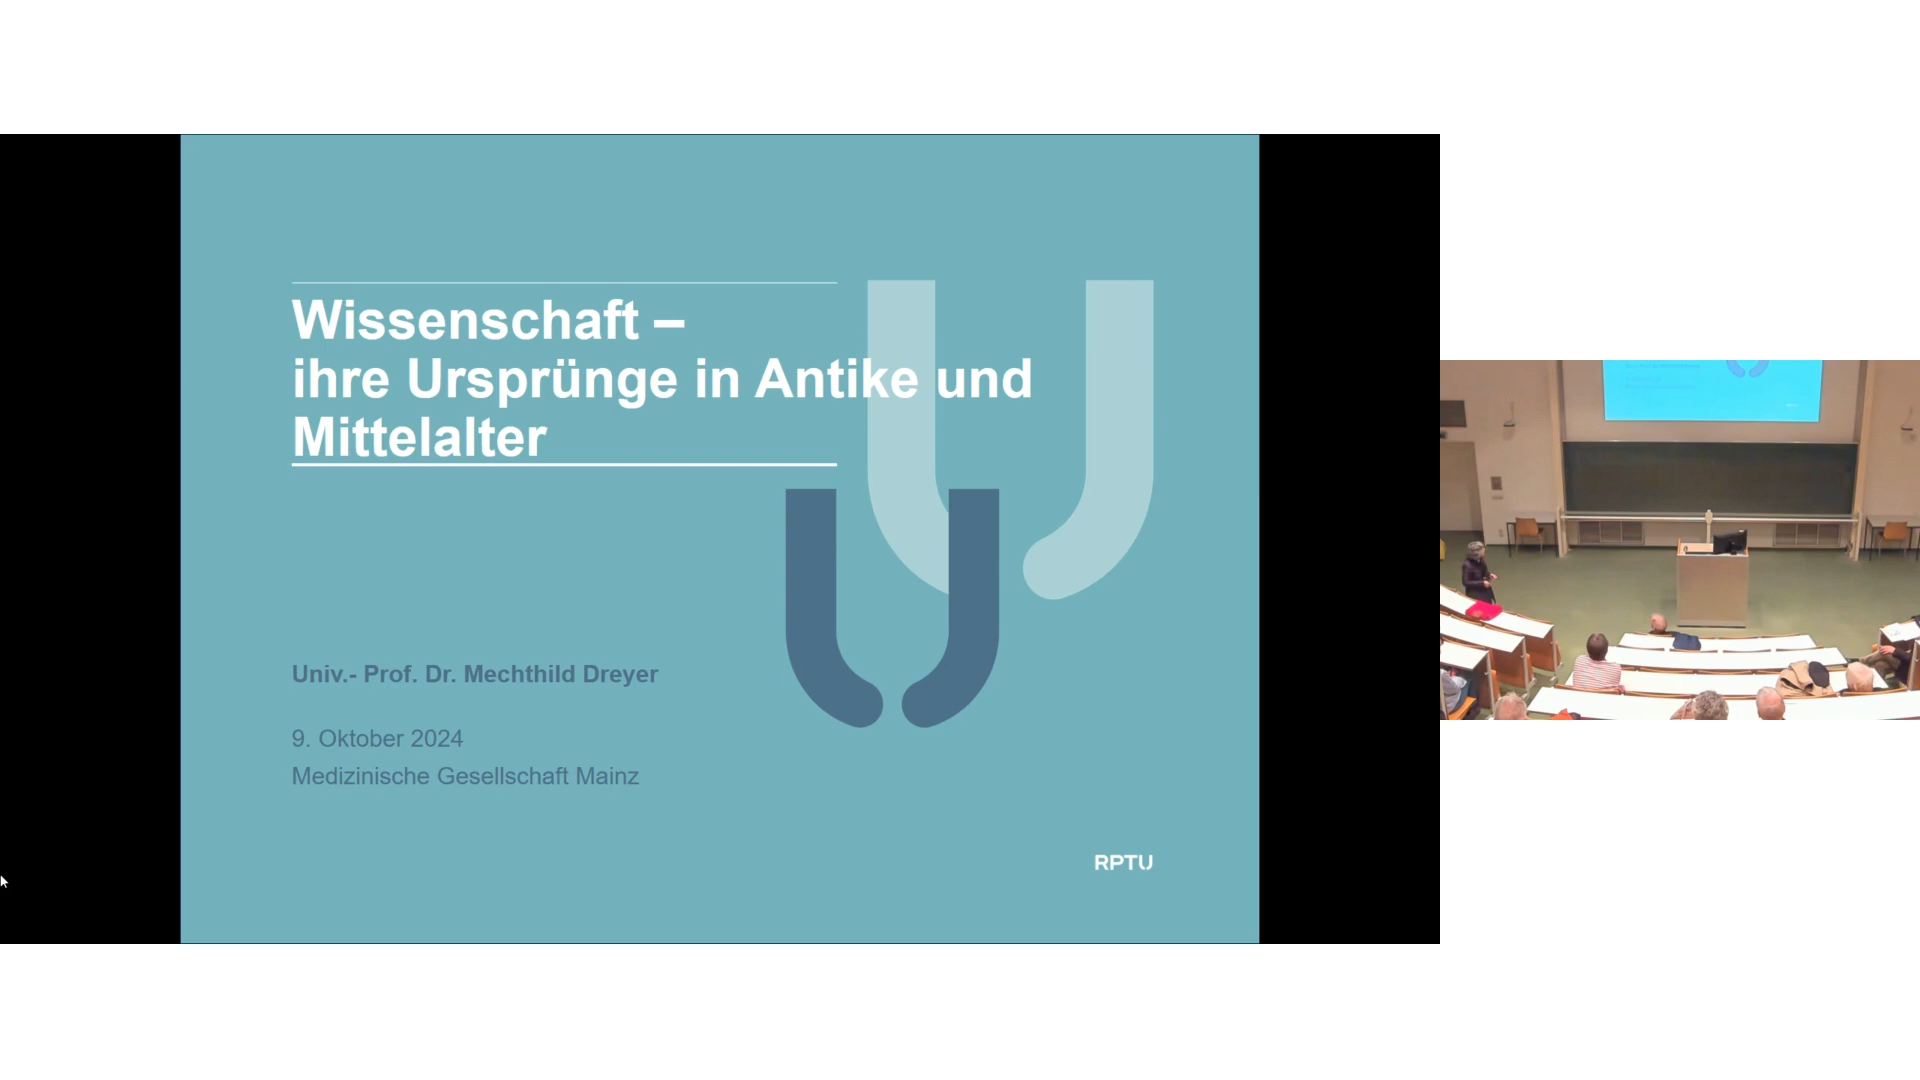 Wissenschaft –
ihre Ursprünge in Antike und
Mittelalter
Univ.- Prof. Dr. Mechthild Dreyer
9. Oktober 2024
Medizinische Gesellschaft Mainz
RPTU